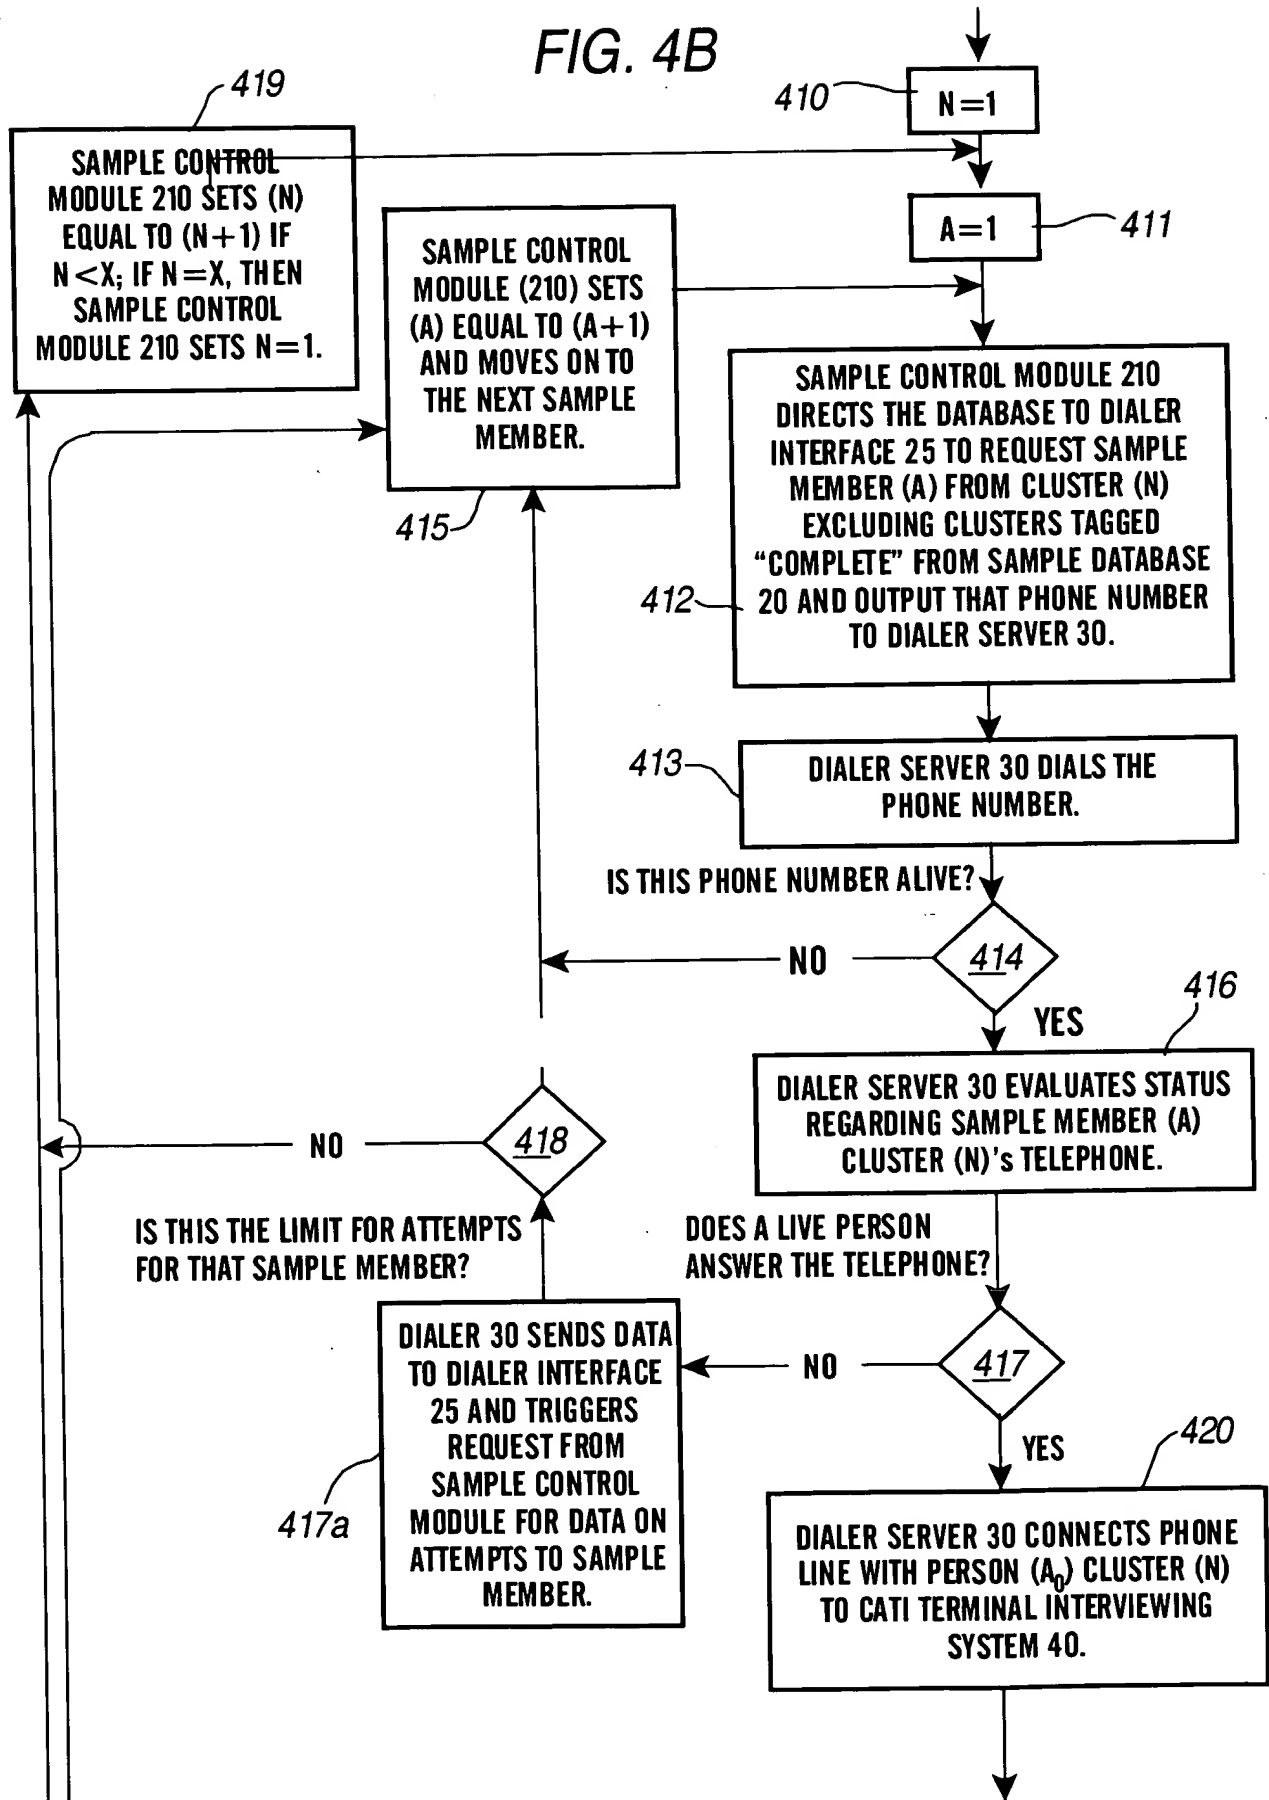 FIG. 4B
410
N=1
419
SAMPLE CONTROL
MODULE 210 SETS (N)
EQUAL TO (N+1) IF
N<X; IF N=X, THEN
SAMPLE CONTROL
MODULE 210 SETS N=1.
A=1
411
SAMPLE CONTROL
MODULE (210) SETS
(A) EQUAL TO (A+1)
AND MOVES ON TO
THE NEXT SAMPLE
MEMBER.
415
SAMPLE CONTROL MODULE 210
DIRECTS THE DATABASE TO DIALER
INTERFACE 25 TO REQUEST SAMPLE
MEMBER (A) FROM CLUSTER (N)
EXCLUDING CLUSTERS TAGGED
“COMPLETE” FROM SAMPLE DATABASE
20 AND OUTPUT THAT PHONE NUMBER
TO DIALER SERVER 30.
412
413
DIALER SERVER 30 DIALS THE
PHONE NUMBER.
IS THIS PHONE NUMBER ALIVE?
414
NO
YES
416
DIALER SERVER 30 EVALUATES STATUS
REGARDING SAMPLE MEMBER (A)
CLUSTER (N)'s TELEPHONE.
418
NO
IS THIS THE LIMIT FOR ATTEMPTS
FOR THAT SAMPLE MEMBER?
DOES A LIVE PERSON
ANSWER THE TELEPHONE?
417
NO
YES
DIALER 30 SENDS DATA
TO DIALER INTERFACE
25 AND TRIGGERS
REQUEST FROM
SAMPLE CONTROL
MODULE FOR DATA ON
ATTEMPTS TO SAMPLE
MEMBER.
417a
420
DIALER SERVER 30 CONNECTS PHONE
LINE WITH PERSON (A₀) CLUSTER (N)
TO CATI TERMINAL INTERVIEWING
SYSTEM 40.